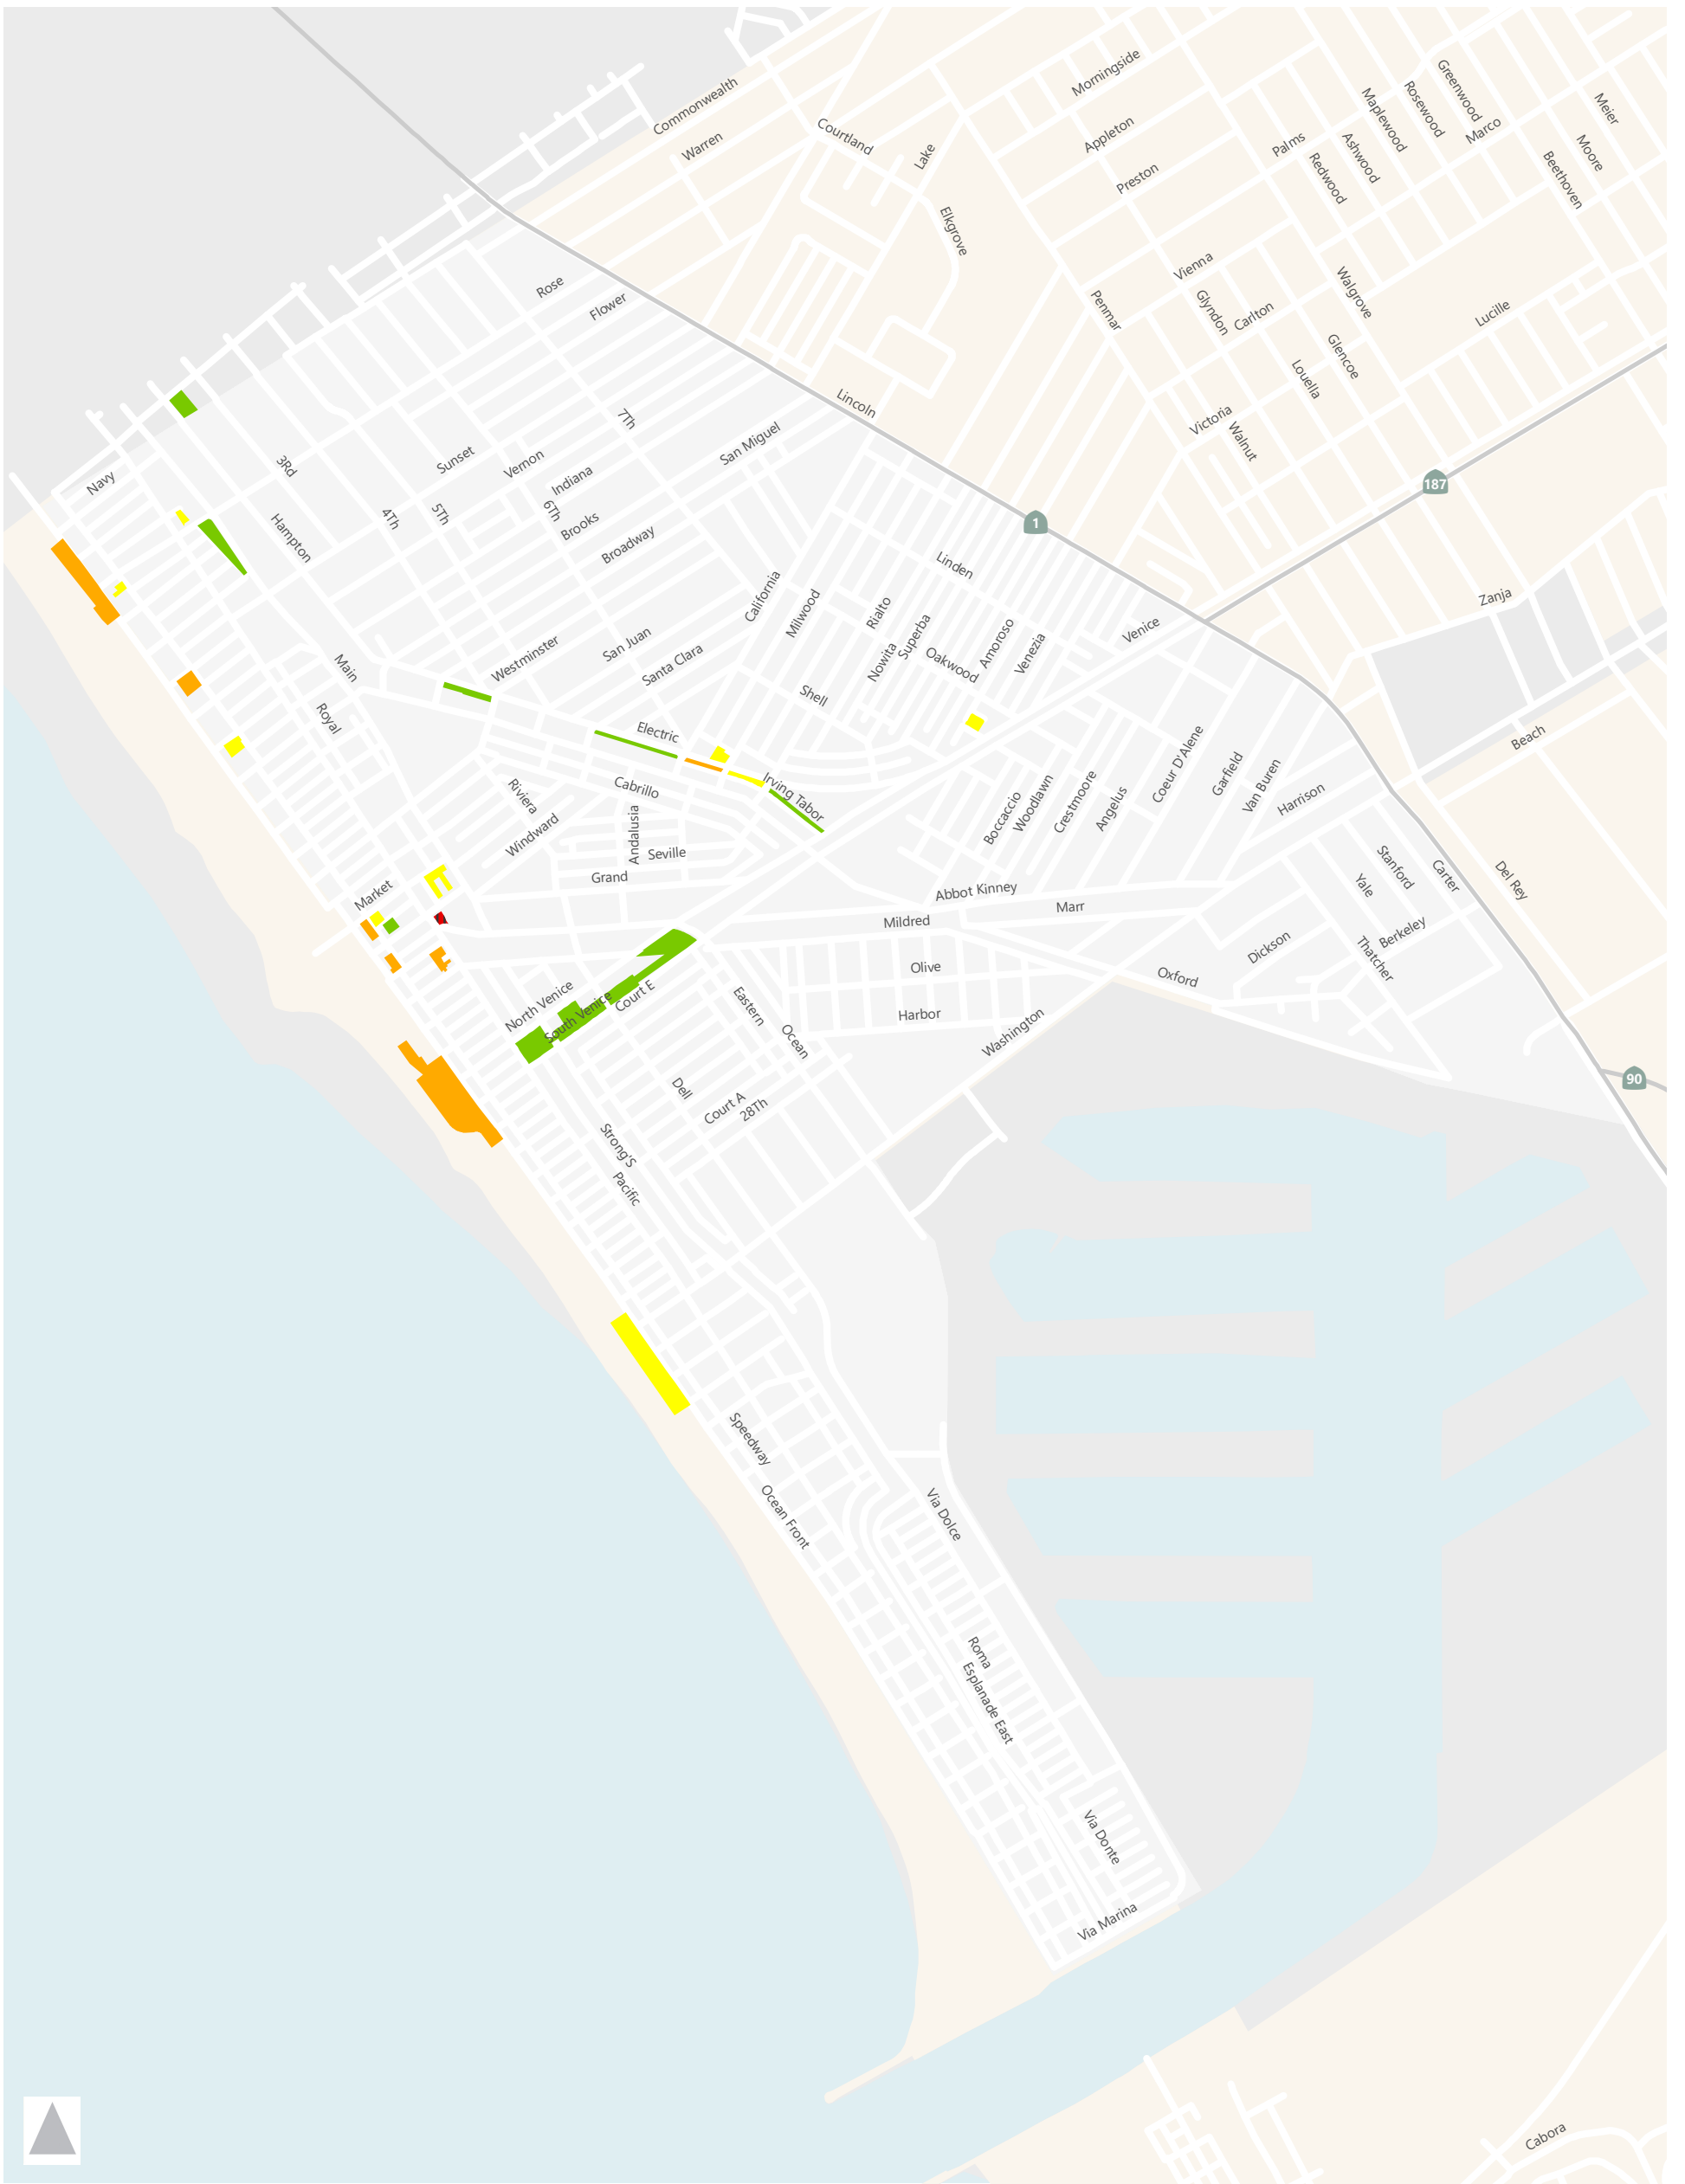 Greenwood
Morningside
Commonwealth
Maplewood
Rosewood
Meier
Courtland
Appleton
Marco
Warren
Palms
Ashwood
Moore
Lake
Preston
Redwood
Beethoven
Elkgrove
Vienna
Rose
Flower
Penmar
Glyndon
Carlton
Walgrove
Lucille
Glencoe
Louella
Lincoln
7Th
Victoria
San Miguel
Walnut
3Rd
Sunset
Vernon
Navy
Indiana
187
4Th
5Th
6Th
Hampton
Brooks
1
Broadway
Linden
California
Milwood
Rialto
Zanja
Superba
Amoroso
Venice
Westminster
San Juan
Santa Clara
Nowita
Oakwood
Venezia
Main
Shell
Royal
Electric
Beach
Coeur D'Alene
Riviera
Cabrillo
Irving Tabor
Garfield
Van Buren
Windward
Andalusia
Boccaccio
Woodlawn
Crestmoore
Angelus
Harrison
Seville
Grand
Stanford
Carter
Del Rey
Yale
Market
Abbot Kinney
Marr
Mildred
Berkeley
Dickson
Thatcher
Olive
Oxford
North Venice
South Venice
Court E
Eastern
Harbor
Ocean
Washington
90
Dell
Court A
28Th
Strong'S
Pacific
Speedway
Ocean Front
Via Dolce
Roma
Esplanade East
Via Donte
Via Marina
Cabora